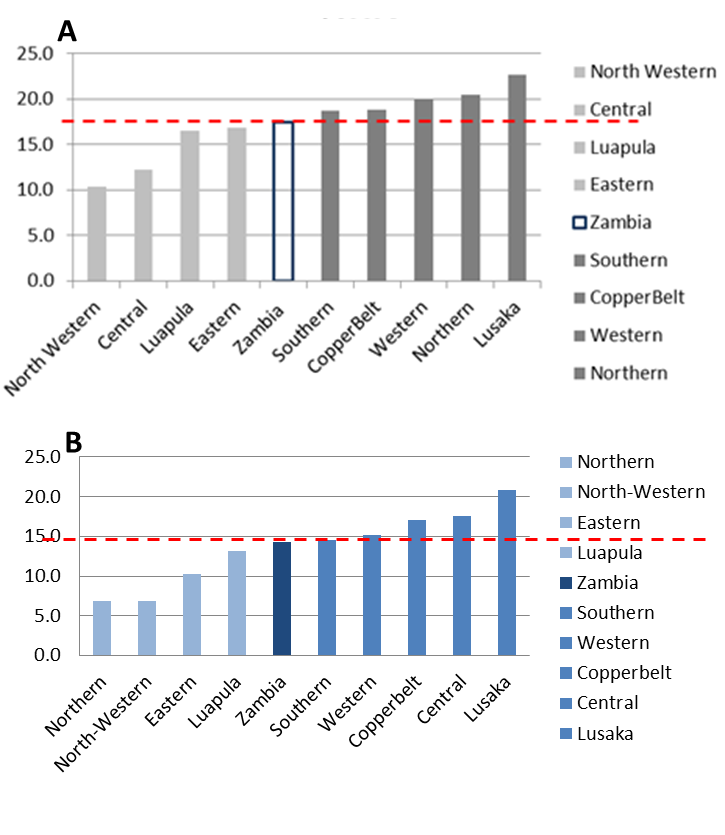 A
25.0
20.0
15.0
10.0
5.0
0.0
North Western
Central
Luapula
Eastern
Zambia
Southern
CopperBelt
Western
Northern
Lusaka
North Western
Central
Luapula
Eastern
Zambia
Southern
CopperBelt
Western
Northern
B
25.0
20.0
15.0
10.0
5.0
0.0
Northern
North-Western
Eastern
Luapula
Zambia
Southern
Western
Copperbelt
Central
Lusaka
Northern
North-Western
Eastern
Luapula
Zambia
Southern
Western
Copperbelt
Central
Lusaka